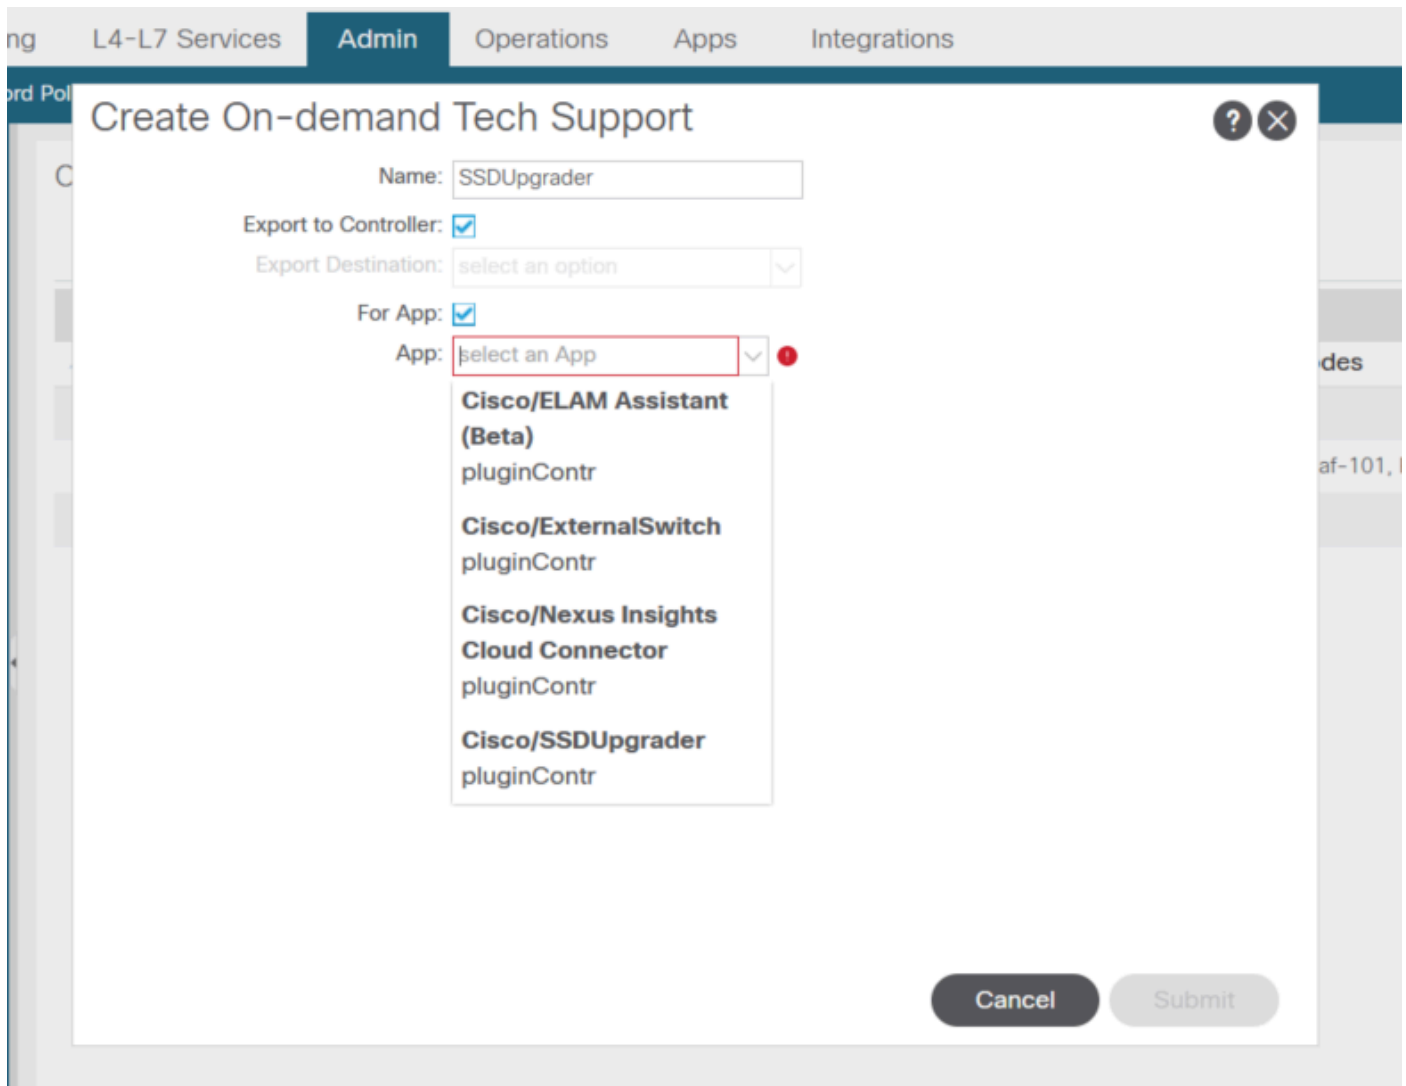 ng L4-L7 Services Admin Operations Apps Integrations
ord Pol
Create On-demand Tech Support ?
C
Name: SSDUpgrader
Export to Controller:
Export Destination: select an option
For App:
App: select an App !
des
Cisco/ELAM Assistant
(Beta)
pluginContr
af-101, l
Cisco/ExternalSwitch
pluginContr
Cisco/Nexus Insights
Cloud Connector
pluginContr
Cisco/SSDUpgrader
pluginContr
Cancel Submit